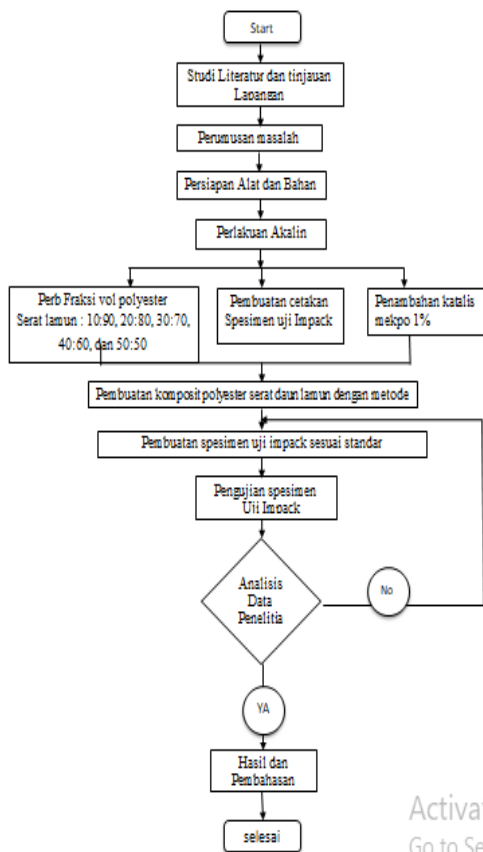 Start
Studi Literatur dan tinjauan
Lapangan
Perumusan masalah
Persiapan Alat dan Bahan
Perlakuan Akalin
Perb Fraksi vol polyester
Serat lamun : 10:90, 20:80, 30:70,
40:60, dan 50:50
Pembuatan cetakan
Spesimen uji Impack
Penambahan katalis
mekpo 1%
Pembuatan komposit polyester serat daun lamun dengan metode
Pembuatan spesimen uji impack sesuai standar
Pengujian spesimen
Uji Impack
Analisis
Data
Penelitia
No
YA
Hasil dan
Pembahasan
selesai
Activa
Go to Se